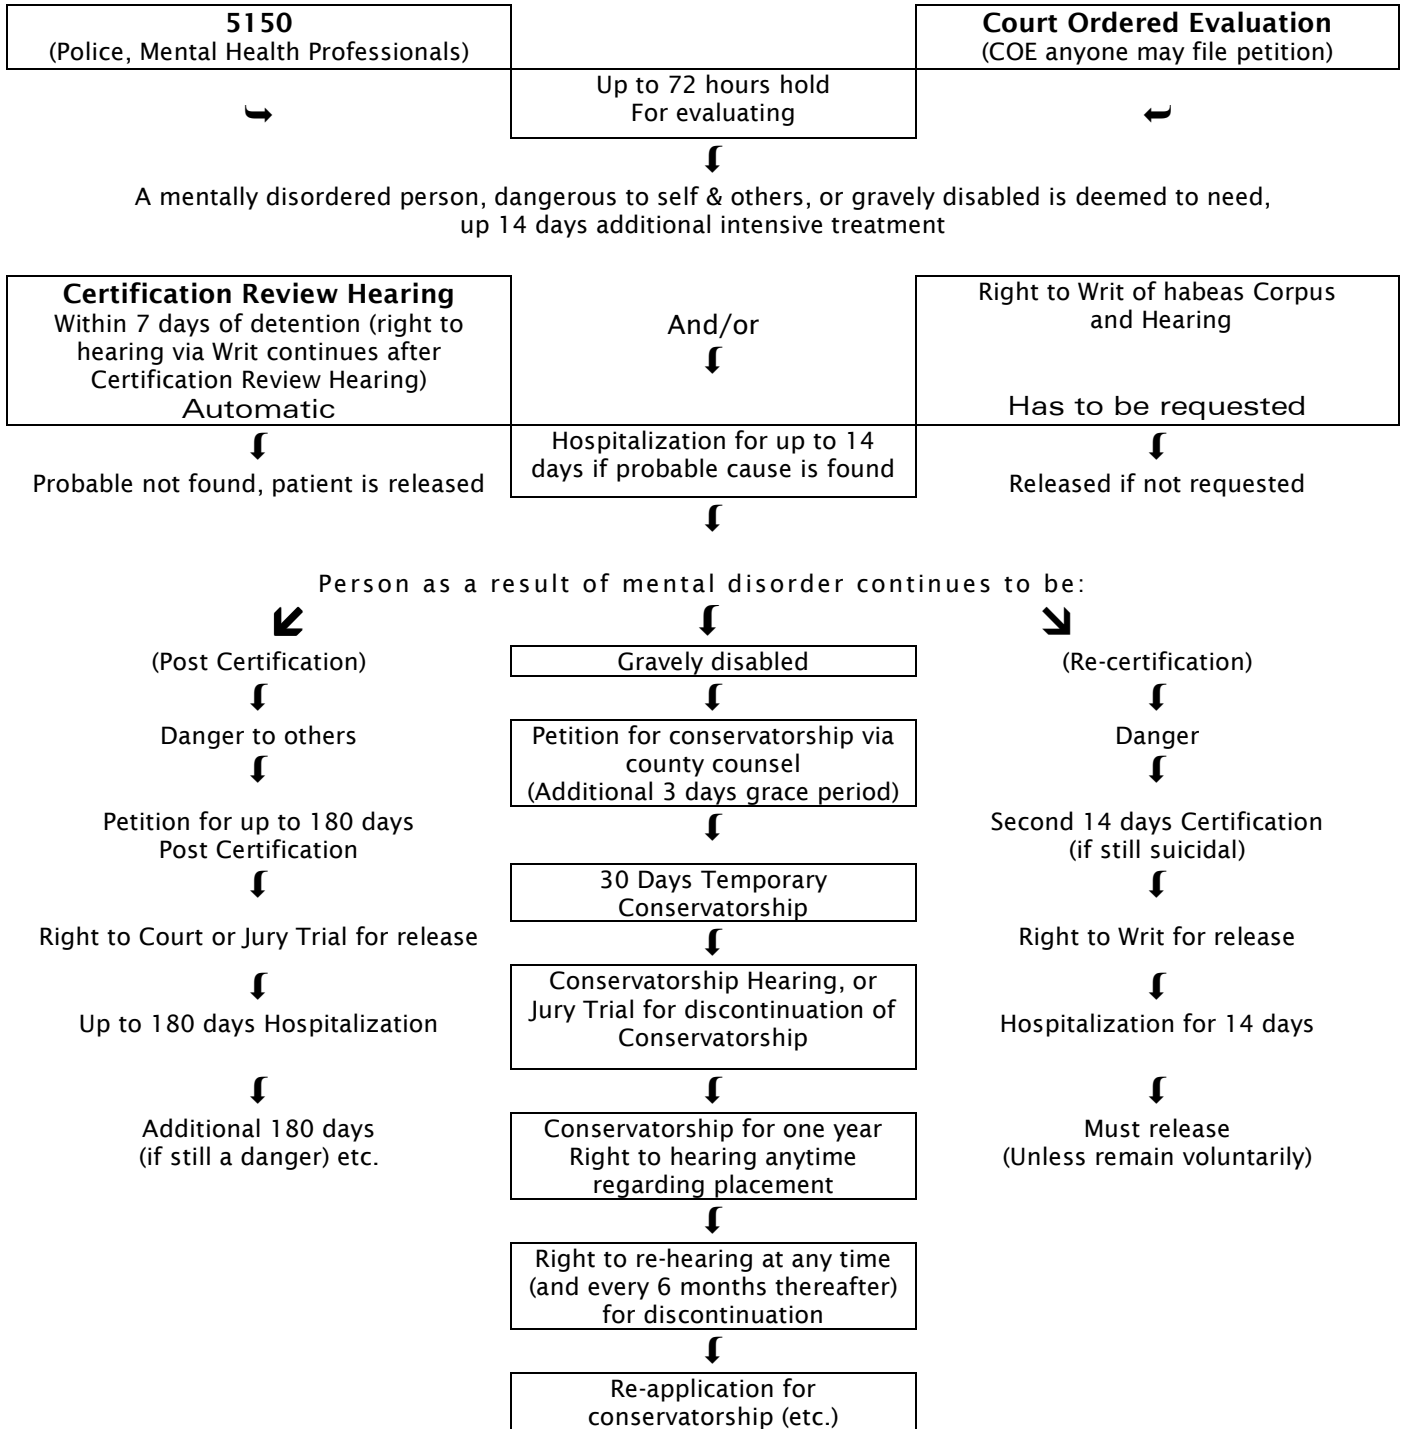 5150
(Police, Mental Health Professionals)
Court Ordered Evaluation
(COE anyone may file petition)
Up to 72 hours hold
For evaluating
A mentally disordered person, dangerous to self & others, or gravely disabled is deemed to need,
up 14 days additional intensive treatment
Certification Review Hearing
Within 7 days of detention (right to
hearing via Writ continues after
Certification Review Hearing)
Automatic
And/or
Right to Writ of habeas Corpus
and Hearing
Has to be requested
Probable not found, patient is released
Hospitalization for up to 14
days if probable cause is found
Released if not requested
Person as a result of mental disorder continues to be:
(Post Certification)
Danger to others
Petition for up to 180 days
Post Certification
Right to Court or Jury Trial for release
Up to 180 days Hospitalization
Additional 180 days
(if still a danger) etc.
Gravely disabled
Petition for conservatorship via
county counsel
(Additional 3 days grace period)
30 Days Temporary
Conservatorship
Conservatorship Hearing, or
Jury Trial for discontinuation of
Conservatorship
Conservatorship for one year
Right to hearing anytime
regarding placement
Right to re-hearing at any time
(and every 6 months thereafter)
for discontinuation
Re-application for
conservatorship (etc.)
(Re-certification)
Danger
Second 14 days Certification
(if still suicidal)
Right to Writ for release
Hospitalization for 14 days
Must release
(Unless remain voluntarily)